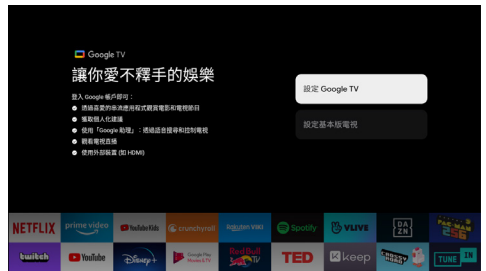 Google TV
讓你愛不釋手的娛樂
登入 Google 帳戶即可：
透過喜愛的串流應用程式觀賞電影和電視節目
獲取個人化建議
使用「Google 助理」：透過語音搜尋和控制電視
觀看電視直播
使用外部裝置 (如 HDMI)
設定 Google TV
設定基本版電視
NETFLIX prime video YouTube Kids crunchyroll Rakuten VIKI Spotify VLIVE DAZN PAC-MAN 256
twitch YouTube Disney+ Google Play Movies & TV Red Bull TV TED keep CRASSY ROAD TUNE IN